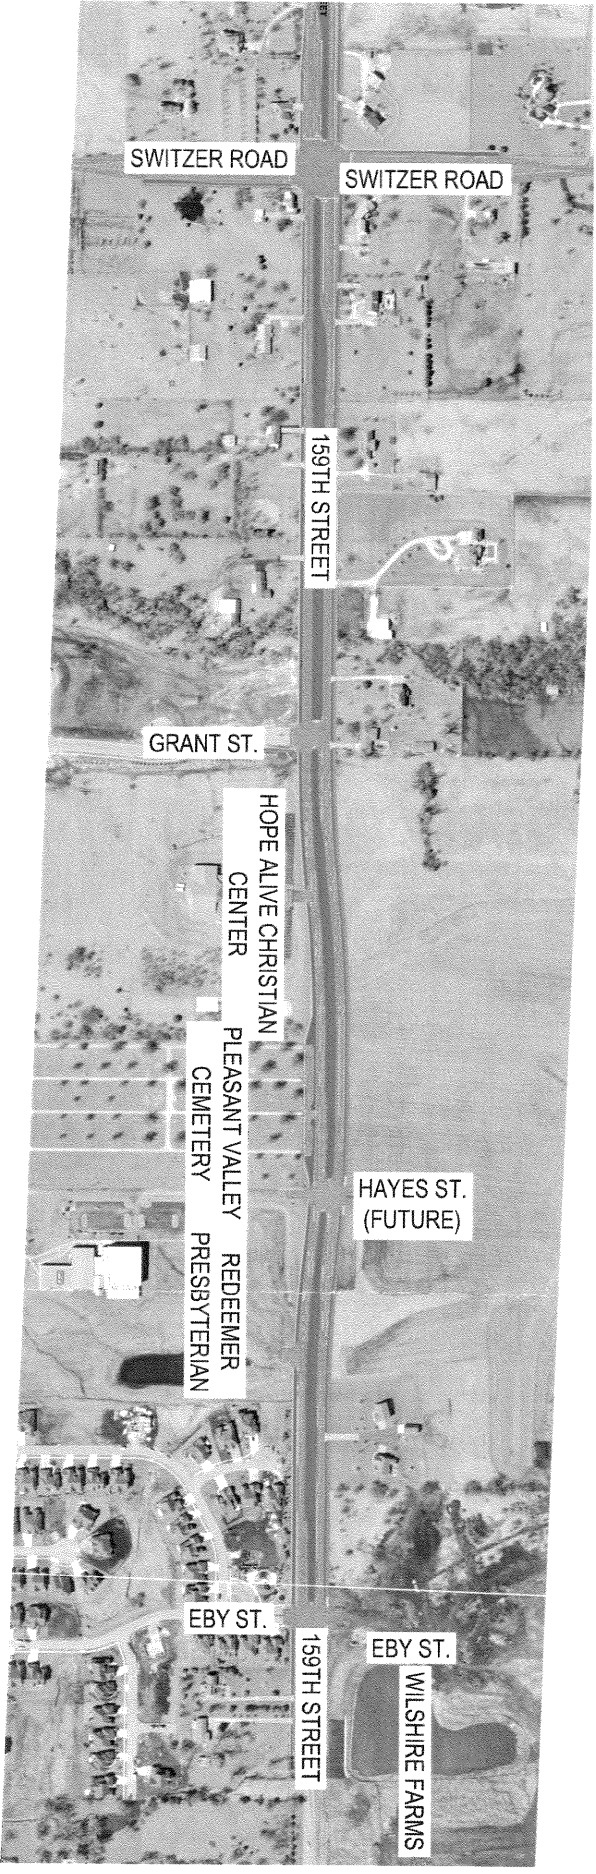 EET
SWITZER ROAD
SWITZER ROAD
159TH STREET
GRANT ST.
HOPE ALIVE CHRISTIAN
CENTER
PLEASANT VALLEY
CEMETERY
HAYES ST.
(FUTURE)
REDEEMER
PRESBYTERIAN
EBY ST.
159TH STREET
EBY ST.
WILSHIRE FARMS